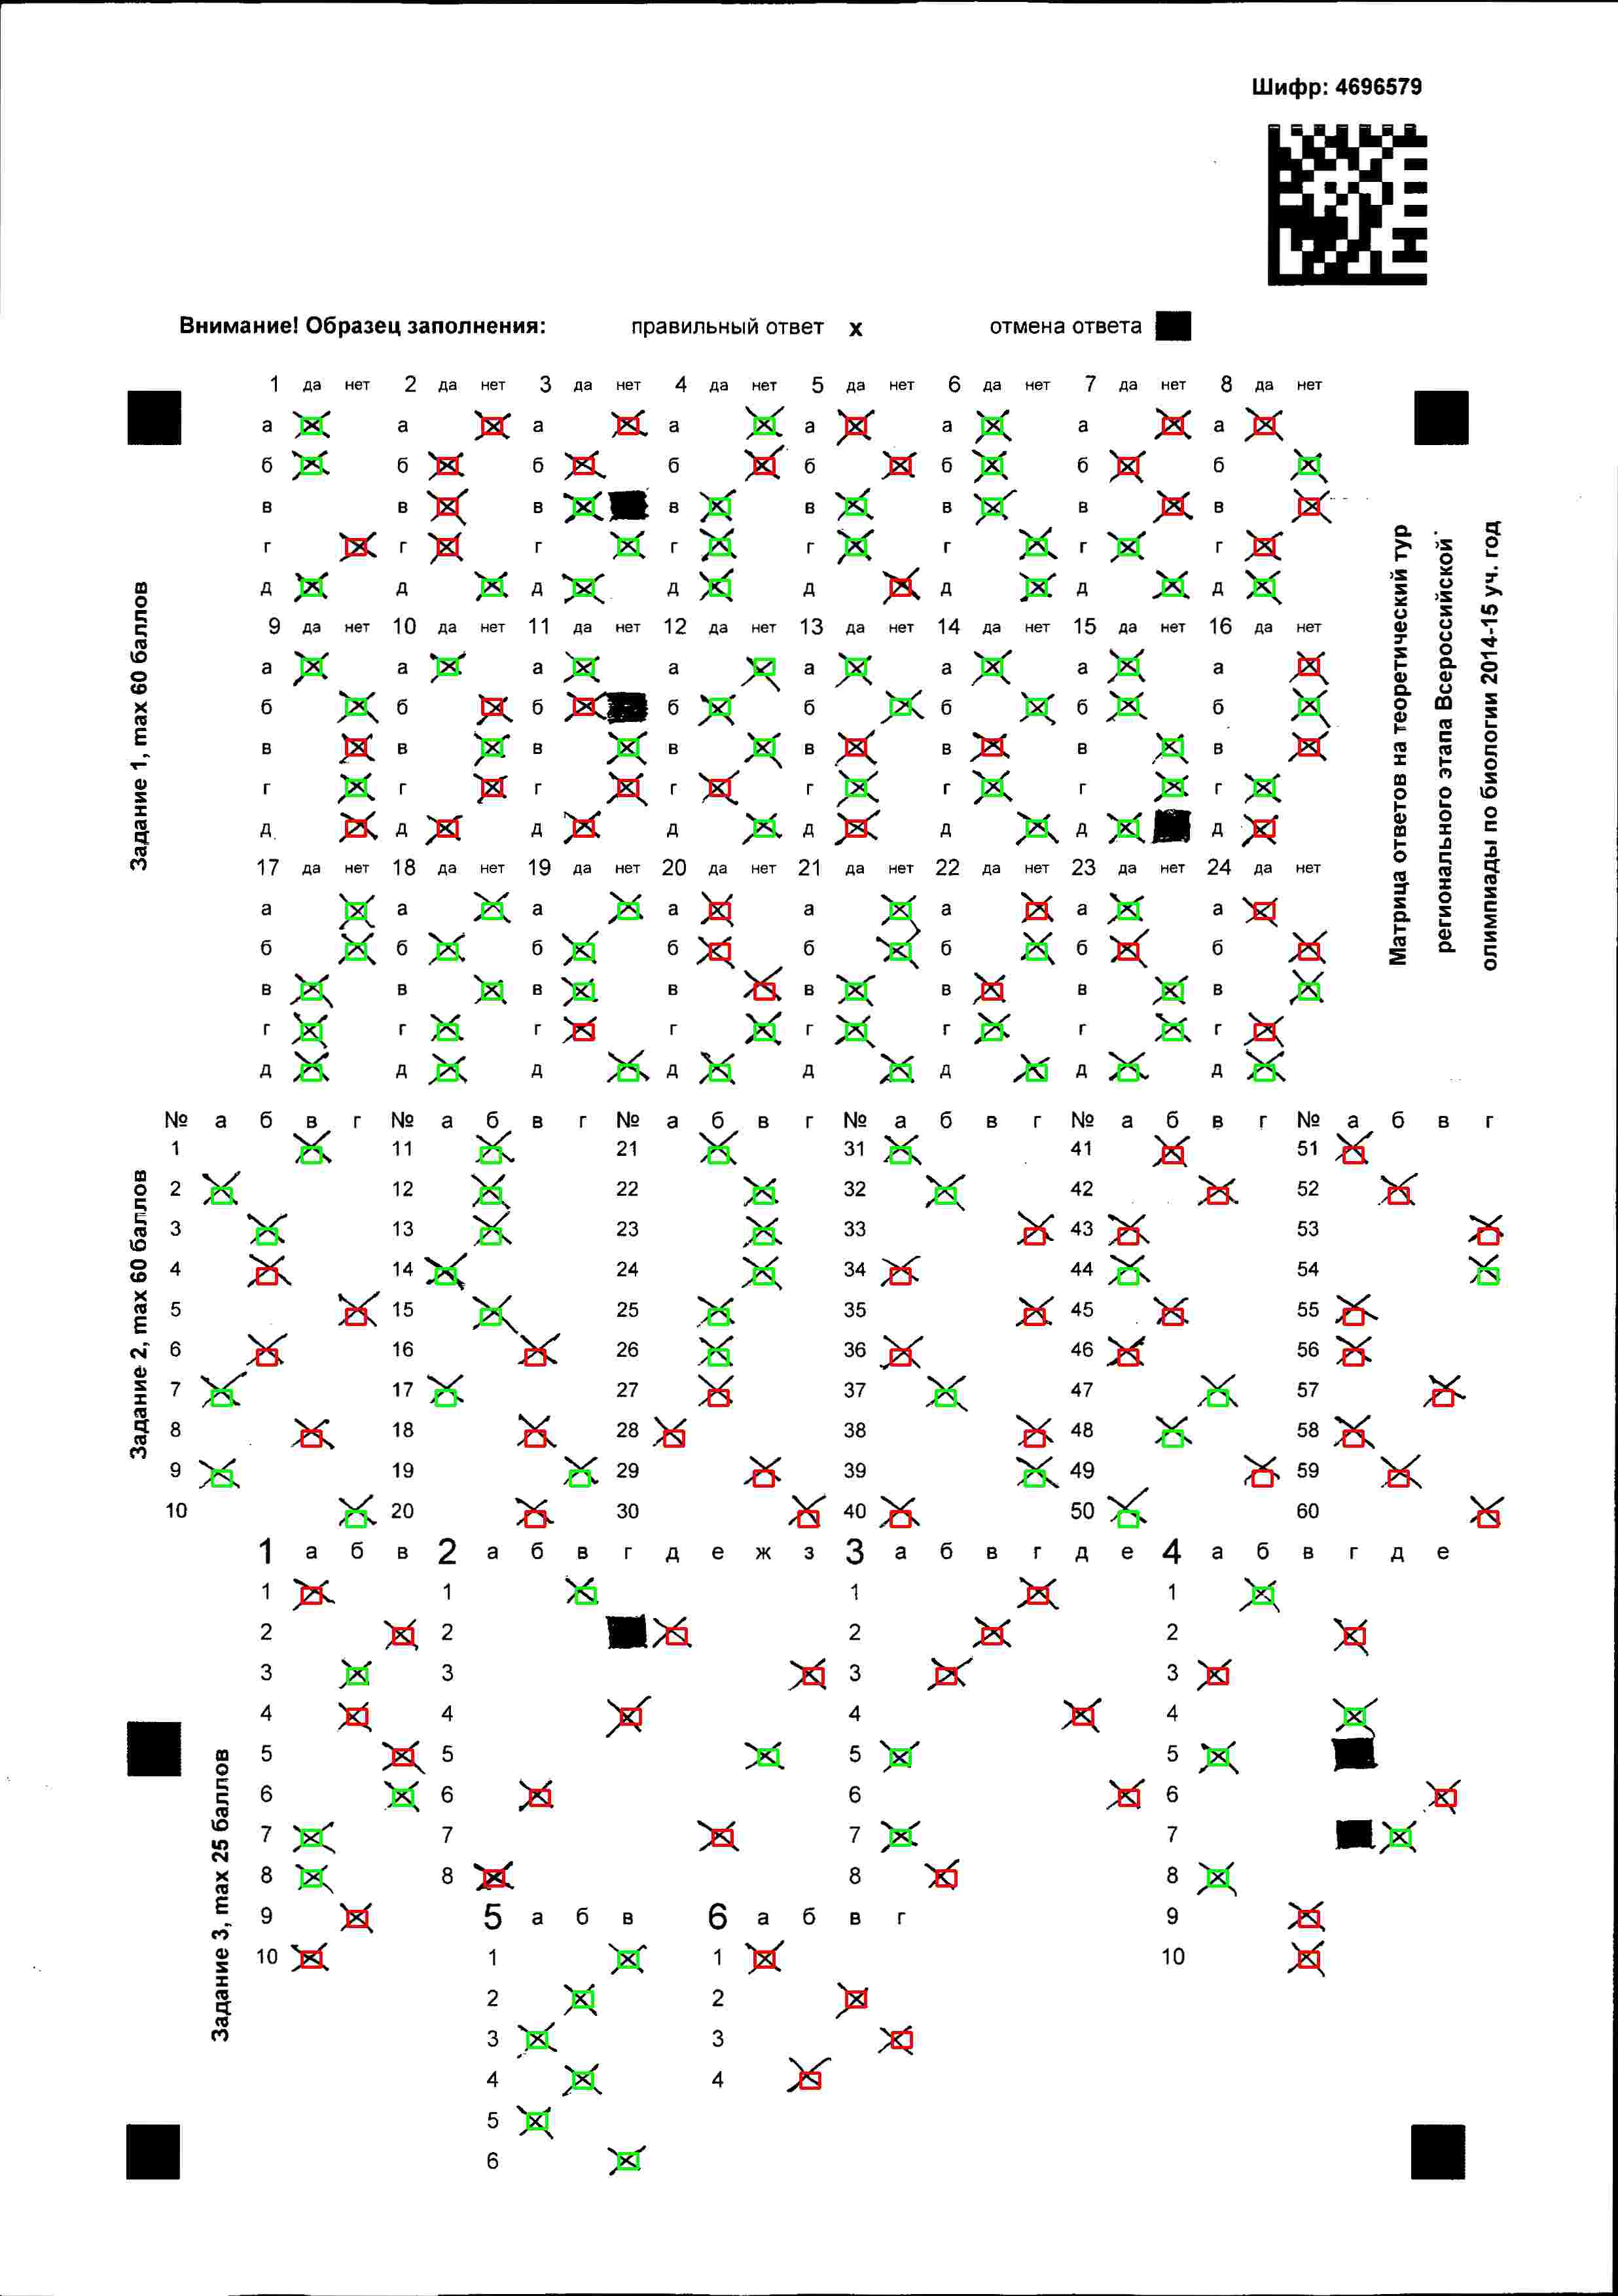 Шифр: 4696579
Внимание! Образец заполнения: правильный ответ х отмена ответа
1 да нет 2 да нет 3 да нет 4 да нет 5 да нет 6 да нет 7 да нет 8 да нет
а а а а а а а а
б б б б б б б б
в в в в в в в в
г г г г г г г г
д д д д д д д д
9 да нет 10 да нет 11 да нет 12 да нет 13 да нет 14 да нет 15 да нет 16 да нет
а а а а а а а а
б б б б б б б б
в в в в в в в в
г г г г г г г г
д д д д д д д д
17 да нет 18 да нет 19 да нет 20 да нет 21 да нет 22 да нет 23 да нет 24 да нет
а а а а а а а а
б б б б б б б б
в в в в в в в в
г г г г г г г г
д д д д д д д д
Задание 1, max 60 баллов
Матрица ответов на теоретический тур
регионального этапа Всероссийской
олимпиады по биологии 2014-15 уч. год
№ а б в г № а б в г № а б в г № а б в г № а б в г № а б в г
1 11 21 31 41 51
2 12 22 32 42 52
3 13 23 33 43 53
4 14 24 34 44 54
5 15 25 35 45 55
6 16 26 36 46 56
7 17 27 37 47 57
8 18 28 38 48 58
9 19 29 39 49 59
10 20 30 40 50 60
Задание 2, max 60 баллов
1 а б в 2 а б в г д е ж з 3 а б в г д е 4 а б в г д е
1 1 1 1
2 2 2 2
3 3 3 3
4 4 4 4
5 5 5 5
6 6 6 6
7 7 7 7
8 8 8 8
9 5 а б в 6 а б в г 9
10 1 1 10
2 2
3 3
4 4
5
6
Задание 3, max 25 баллов